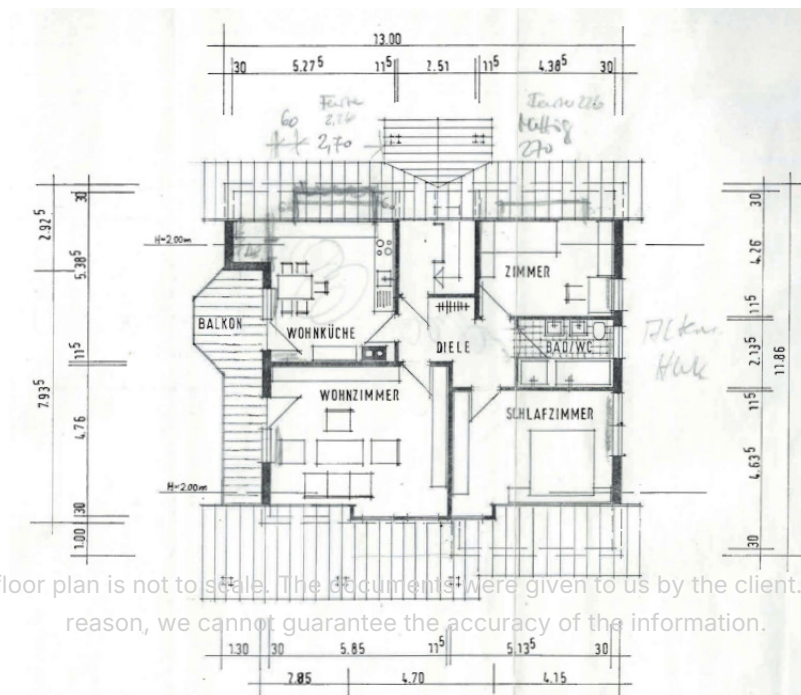 13.00
30 5.27⁵ 11⁵ 2.51 11⁵ 4.38⁵ 30
60 2,26
2,70
270
2.92⁵
30
5.38⁵
H=2.00m
30
4.26
ZIMMER
BALKON
WOHNKÜCHE
DIELE
BAD/WC
11⁵
2.13⁵
11.86
11⁵
7.93⁵
11⁵
4.76
WOHNZIMMER
SCHLAFZIMMER
4.63⁵
H=2.00m
30
1.00
30
floor plan is not to scale. The documents were given to us by the client.
reason, we cannot guarantee the accuracy of the information.
1.30 30 5.85 11⁵ 5.13⁵ 30
2.85 4.70 4.15